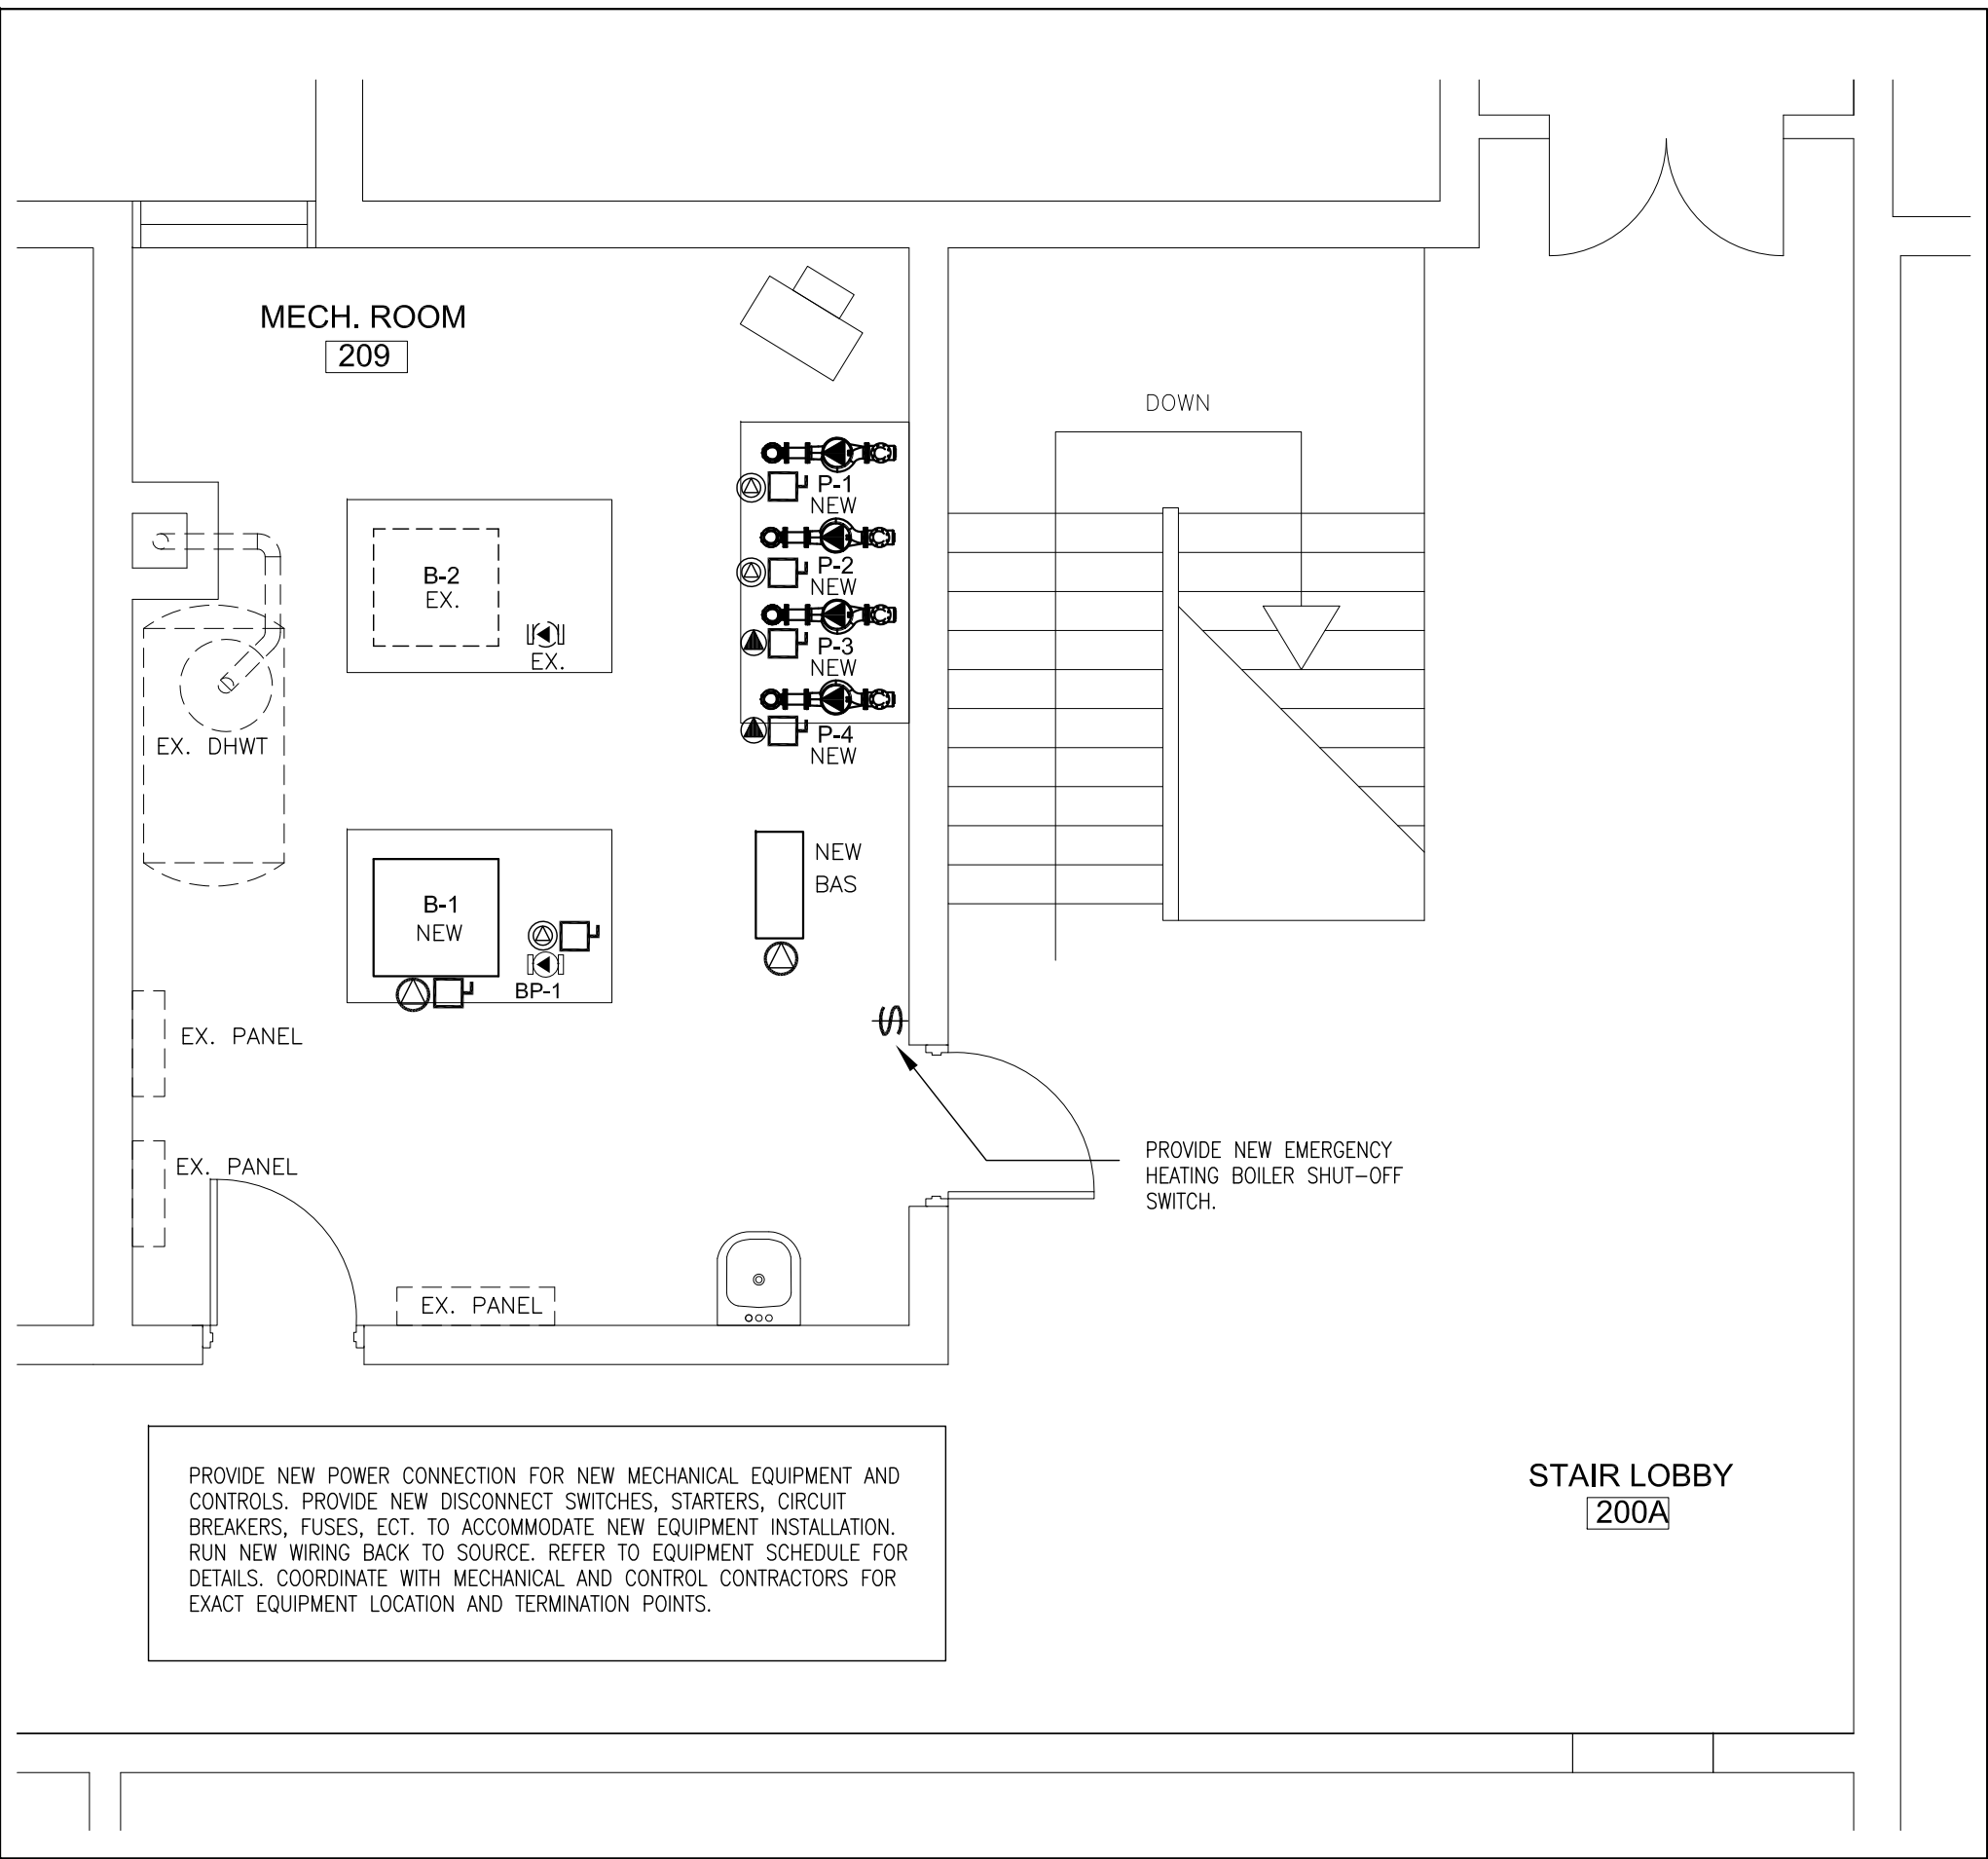 MECH. ROOM
209
DOWN
P-1
NEW
P-2
NEW
P-3
NEW
P-4
NEW
B-2
EX.
EX.
EX. DHWT
NEW
BAS
B-1
NEW
BP-1
$
EX. PANEL
EX. PANEL
EX. PANEL
PROVIDE NEW EMERGENCY
HEATING BOILER SHUT-OFF
SWITCH.
PROVIDE NEW POWER CONNECTION FOR NEW MECHANICAL EQUIPMENT AND
CONTROLS. PROVIDE NEW DISCONNECT SWITCHES, STARTERS, CIRCUIT
BREAKERS, FUSES, ECT. TO ACCOMMODATE NEW EQUIPMENT INSTALLATION.
RUN NEW WIRING BACK TO SOURCE. REFER TO EQUIPMENT SCHEDULE FOR
DETAILS. COORDINATE WITH MECHANICAL AND CONTROL CONTRACTORS FOR
EXACT EQUIPMENT LOCATION AND TERMINATION POINTS.
STAIR LOBBY
200A